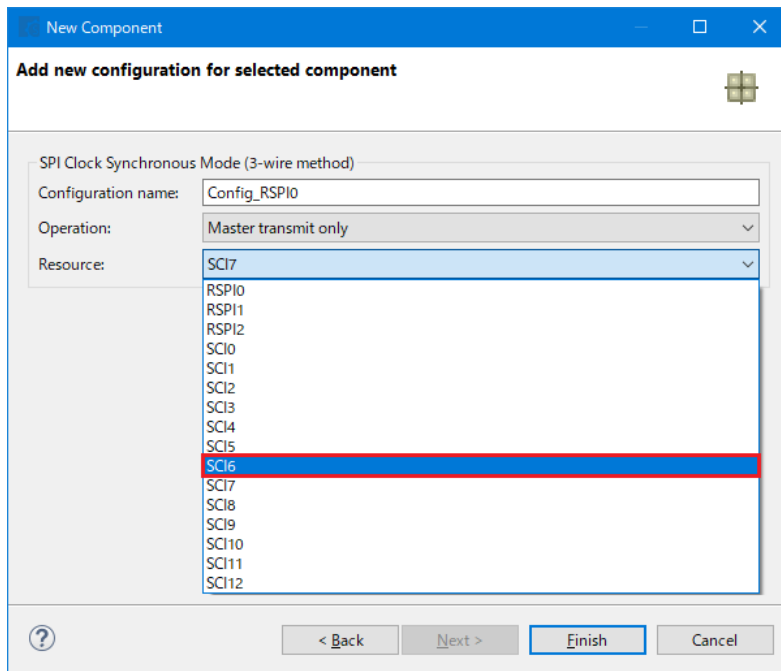 New Component
Add new configuration for selected component
SPI Clock Synchronous Mode (3-wire method)
Configuration name: Config_RSPI0
Operation: Master transmit only
Resource: SCI7
RSPI0
RSPI1
RSPI2
SCI0
SCI1
SCI2
SCI3
SCI4
SCI5
SCI6
SCI7
SCI8
SCI9
SCI10
SCI11
SCI12
? < Back Next > Finish Cancel